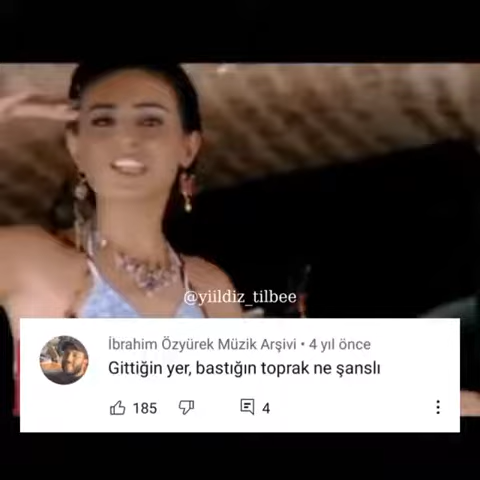 @yiildiz_tilbee
İbrahim Özyürek Müzik Arşivi • 4 yıl önce
Gittiğin yer, bastığın toprak ne şanslı
185
4